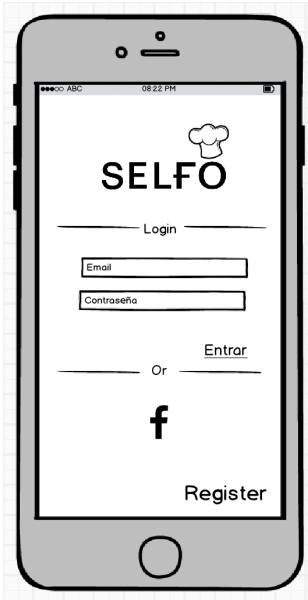 ABC 08:22 PM
SELFO
Login
Email
Contraseña
Entrar
Or
f
Register